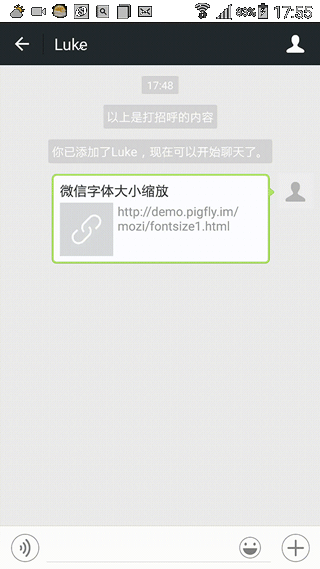 83% 17:55
Luke
17:48
以上是打招呼的内容
你已添加了Luke，现在可以开始聊天了。
微信字体大小缩放
http://demo.pigfly.im/
mozi/fontsize1.html